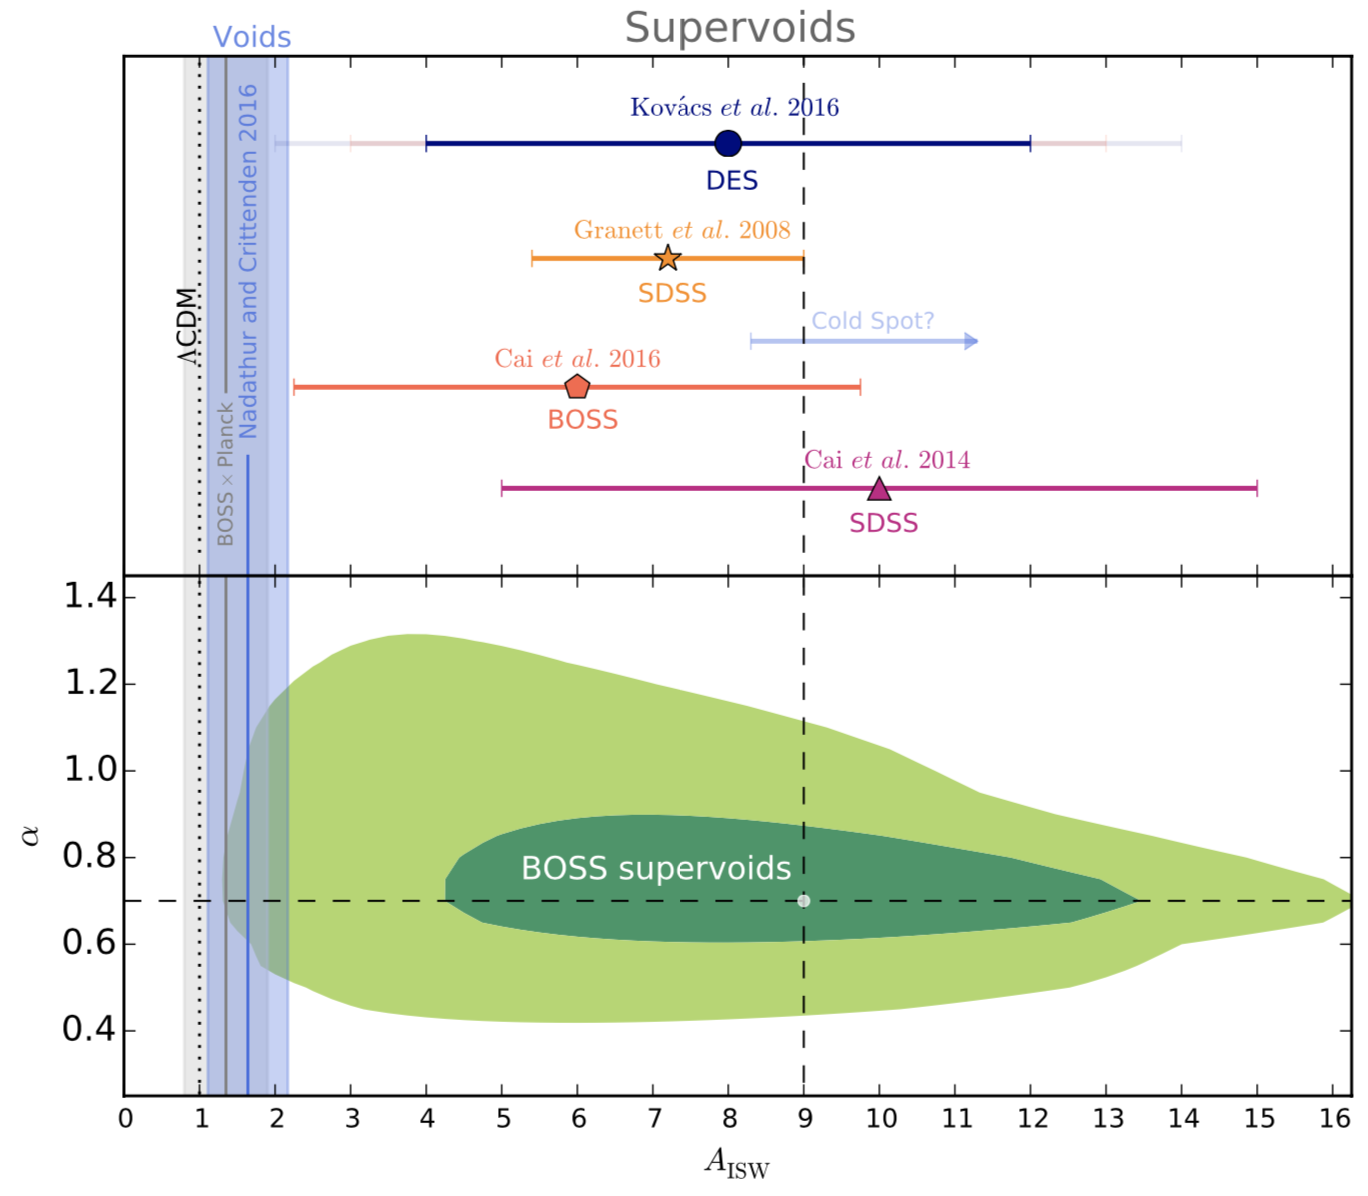 Supervoids
Voids
Kovács et al. 2016
DES
Granett et al. 2008
SDSS
Cold Spot?
Cai et al. 2016
BOSS
Cai et al. 2014
SDSS
ΛCDM
BOSS × Planck
Nadathur and Crittenden 2016
1.4
1.2
1.0
0.8
0.6
0.4
α
BOSS supervoids
0 1 2 3 4 5 6 7 8 9 10 11 12 13 14 15 16
A_ISW